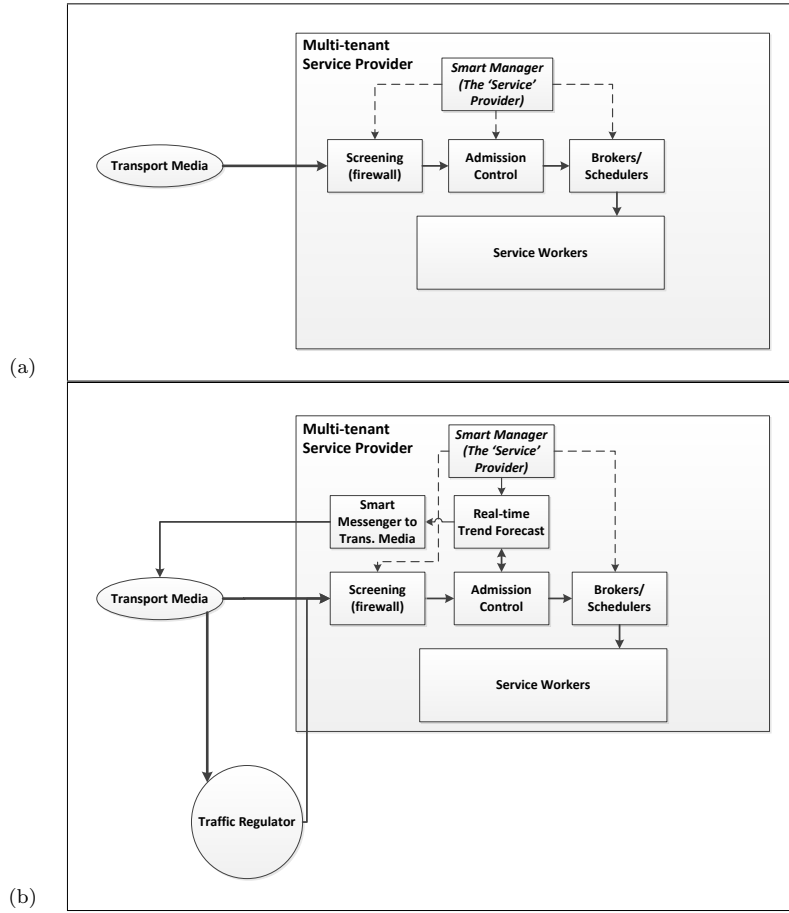 Multi-tenant
Service Provider
Smart Manager
(The ‘Service’
Provider)
Transport Media
Screening
(firewall)
Admission
Control
Brokers/
Schedulers
Service Workers
(a)
Multi-tenant
Service Provider
Smart Manager
(The ‘Service’
Provider)
Smart
Messenger to
Trans. Media
Real-time
Trend Forecast
Transport Media
Screening
(firewall)
Admission
Control
Brokers/
Schedulers
Service Workers
Traffic Regulator
(b)